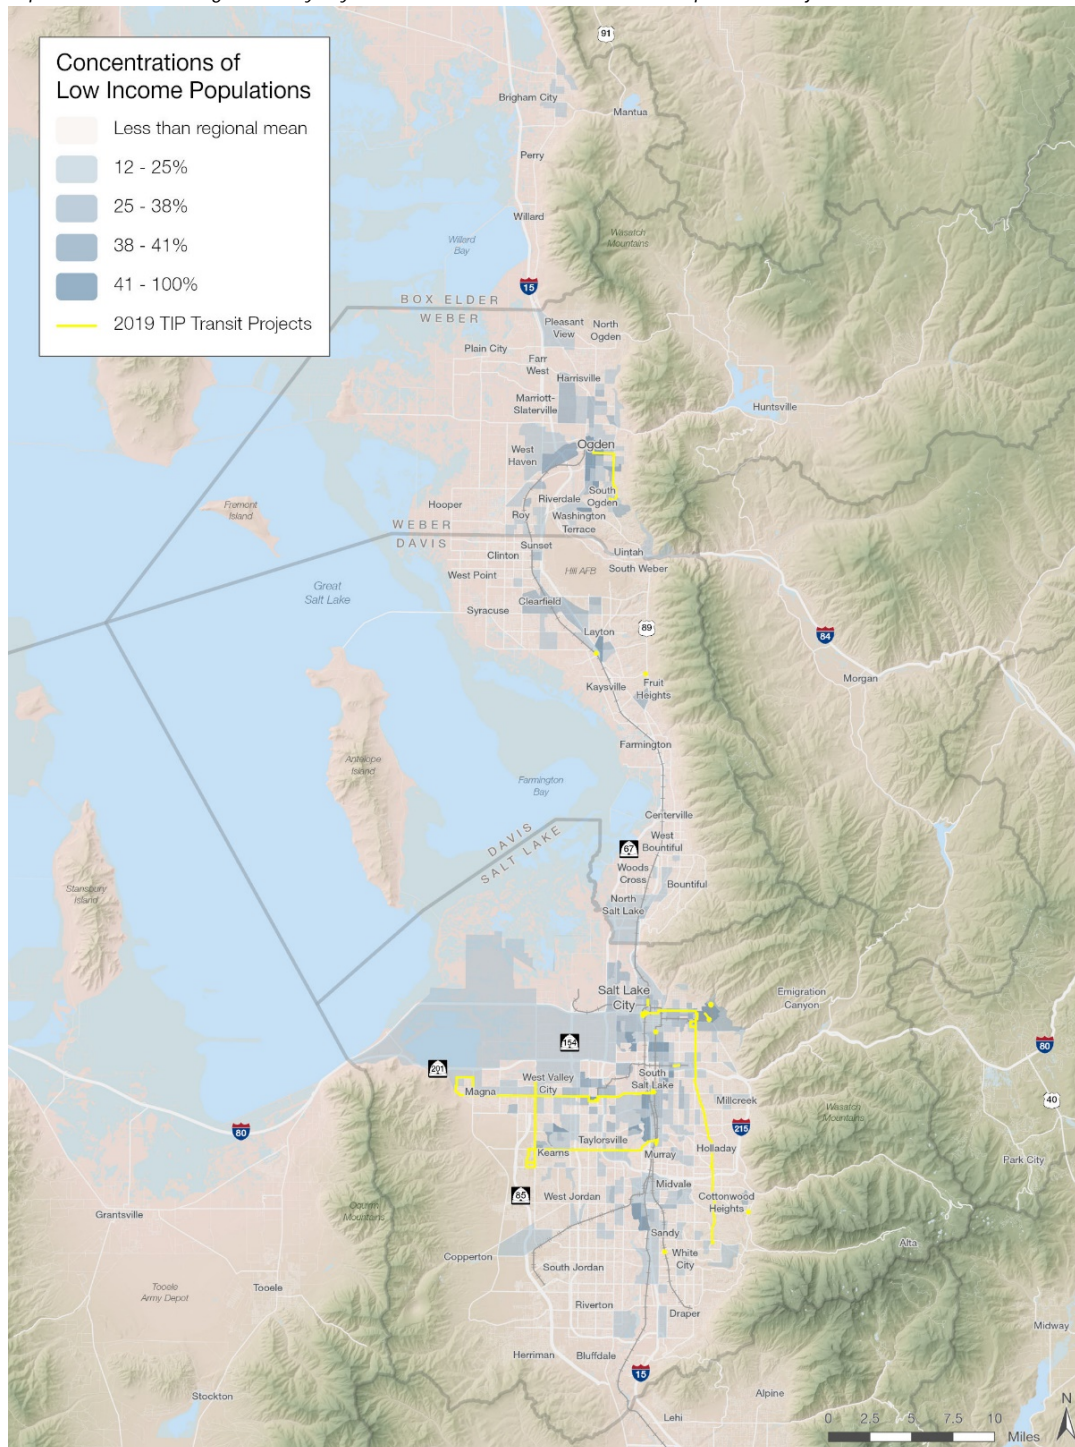 Concentrations of
Low Income Populations
Less than regional mean
12 - 25%
25 - 38%
38 - 41%
41 - 100%
2019 TIP Transit Projects
91
Brigham City
Mantua
Perry
Willard
Willard
Bay
Wasatch
Mountains
15
BOX ELDER
WEBER
Pleasant
View
North
Ogden
Plain City
Farr
West
Harrisville
Marriott-
Slaterville
Huntsville
Ogden
West
Haven
South
Ogden
Hooper
Riverdale
Roy
Washington
Terrace
Fremont
Island
WEBER
DAVIS
Sunset
Clinton
Uintah
Hill AFB
South Weber
West Point
Great
Salt Lake
Clearfield
Syracuse
Layton
89
84
Kaysville
Fruit
Heights
Morgan
Farmington
Antelope
Island
Farmington
Bay
Centerville
DAVIS
SALT LAKE
West
Bountiful
67
Woods
Cross
Bountiful
Stansbury
Island
North
Salt Lake
Salt Lake
City
Emigration
Canyon
154
80
201
West Valley
City
South
Salt Lake
Magna
Millcreek
40
Wasatch
Mountains
80
215
Taylorsville
Kearns
Murray
Holladay
Park City
Midvale
85
West Jordan
Cottonwood
Heights
Grantsville
Oquirrh
Mountains
Sandy
Alta
Copperton
White
City
South Jordan
Tooele
Army Depot
Tooele
Riverton
Draper
Midway
Herriman
Bluffdale
15
Stockton
Alpine
Lehi
N
0 2.5 5 7.5 10
Miles